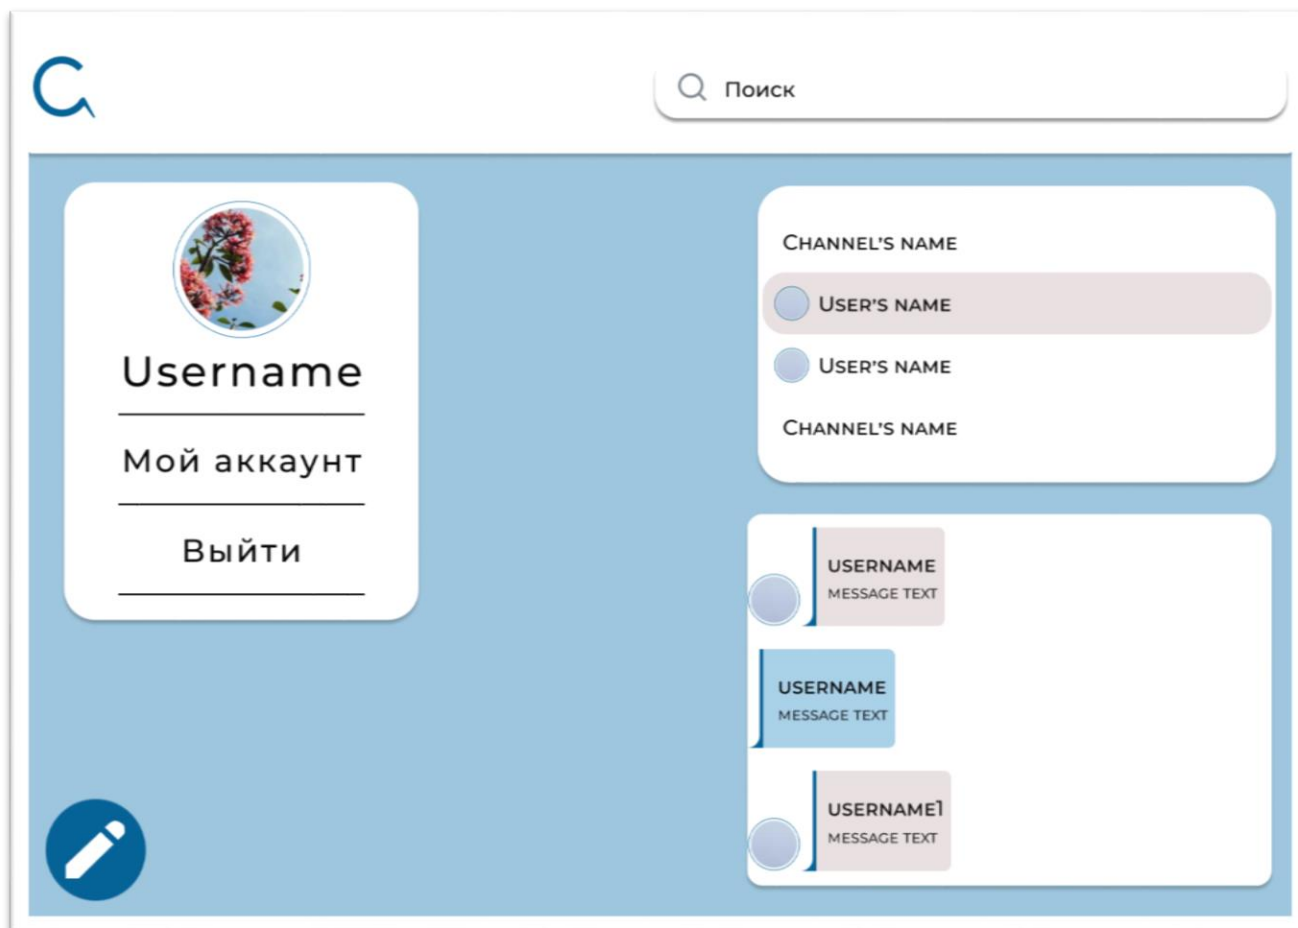 Поиск
Username
Мой аккаунт
Выйти
CHANNEL'S NAME
USER'S NAME
USER'S NAME
CHANNEL'S NAME
USERNAME
MESSAGE TEXT
USERNAME
MESSAGE TEXT
USERNAME1
MESSAGE TEXT